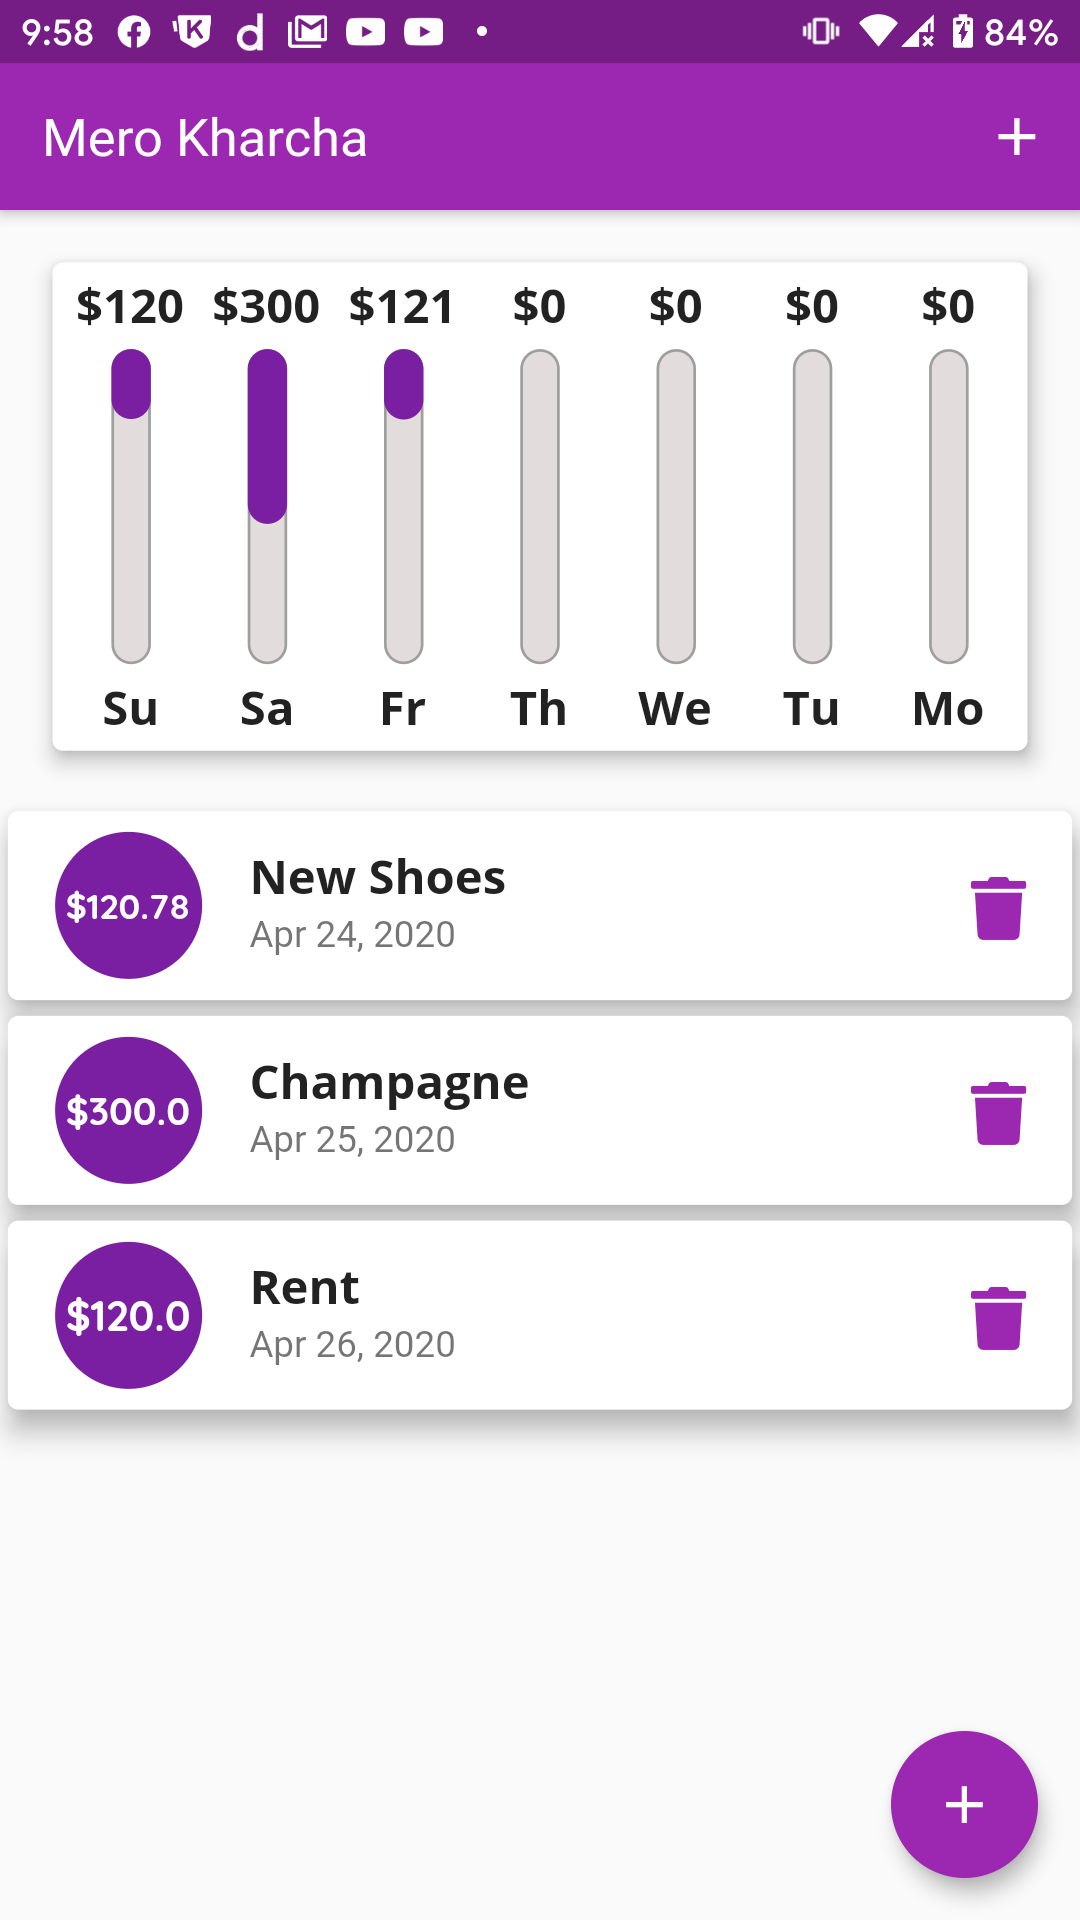 9:58 84%
Mero Kharcha
$120 $300 $121 $0 $0 $0 $0
Su Sa Fr Th We Tu Mo
$120.78 New Shoes
Apr 24, 2020
$300.0 Champagne
Apr 25, 2020
$120.0 Rent
Apr 26, 2020